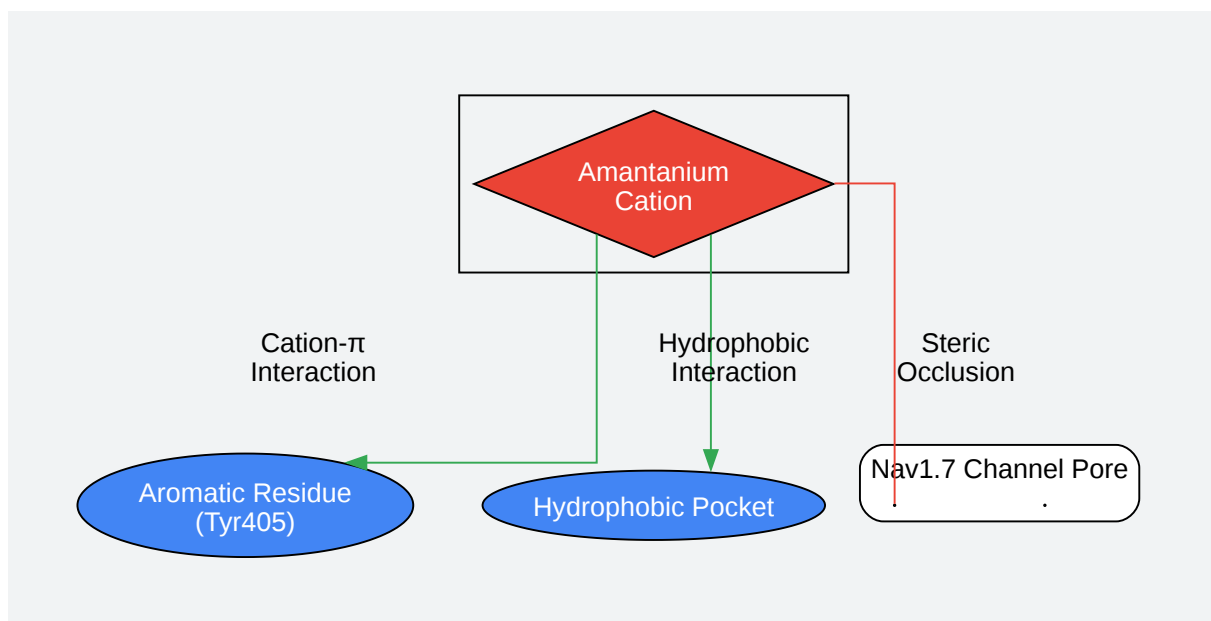 Amantanium
Cation
Cation-π
Interaction
Hydrophobic
Interaction
Steric
Occlusion
Aromatic Residue
(Tyr405)
Hydrophobic Pocket
Nav1.7 Channel Pore